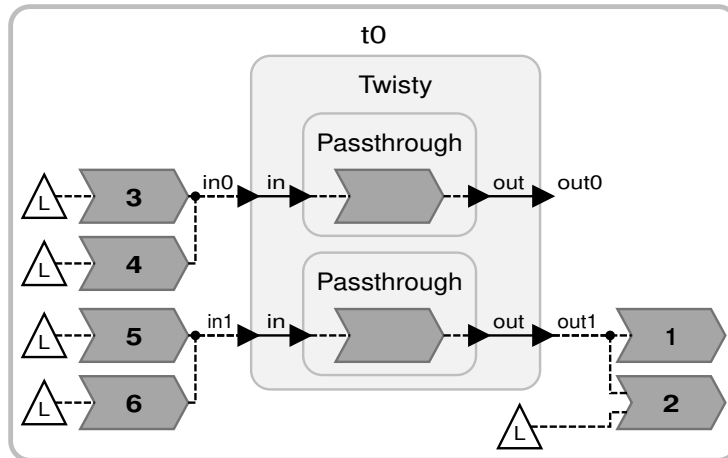 t0
Twisty
Passthrough
L 3 in0 in out out0
L 4
Passthrough
L 5 in1 in out out1 1
L 6 2
L